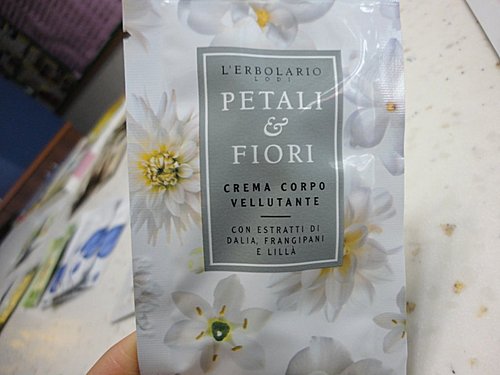 L'ERBOLARIO
LODI
PETALI
&
FIORI
CREMA CORPO
VELLUTANTE
CON ESTRATTI DI
DALIA, FRANGIPANI
E LILLÀ